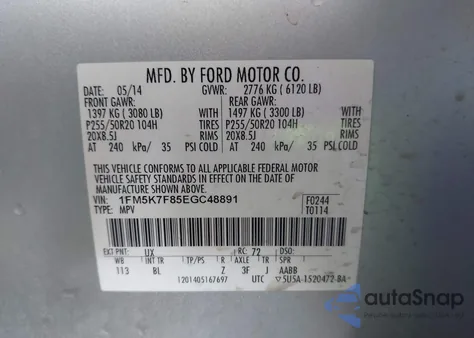 MFD. BY FORD MOTOR CO.
DATE: 05/14 GVWR: 2776 KG ( 6120 LB)
FRONT GAWR: REAR GAWR:
1397 KG ( 3080 LB) WITH 1497 KG ( 3300 LB) WITH
P255/50R20 104H TIRES P255/50R20 104H TIRES
20X8.5J RIMS 20X8.5J RIMS
AT 240 kPa/ 35 PSI COLD AT 240 kPa/ 35 PSI COLD
THIS VEHICLE CONFORMS TO ALL APPLICABLE FEDERAL MOTOR
VEHICLE SAFETY STANDARDS IN EFFECT ON THE DATE OF
MANUFACTURE SHOWN ABOVE.
VIN: 1FM5K7F85EGC48891 F0244
TYPE: MPV T0114
EXT PNT: UX RC: 72 DSO:
WB INT TR TP/PS R AXLE TR SPR
113 BL Z 3F J AABB
1201405167697 UTC 5U5A-1520472-BA
autoSnap